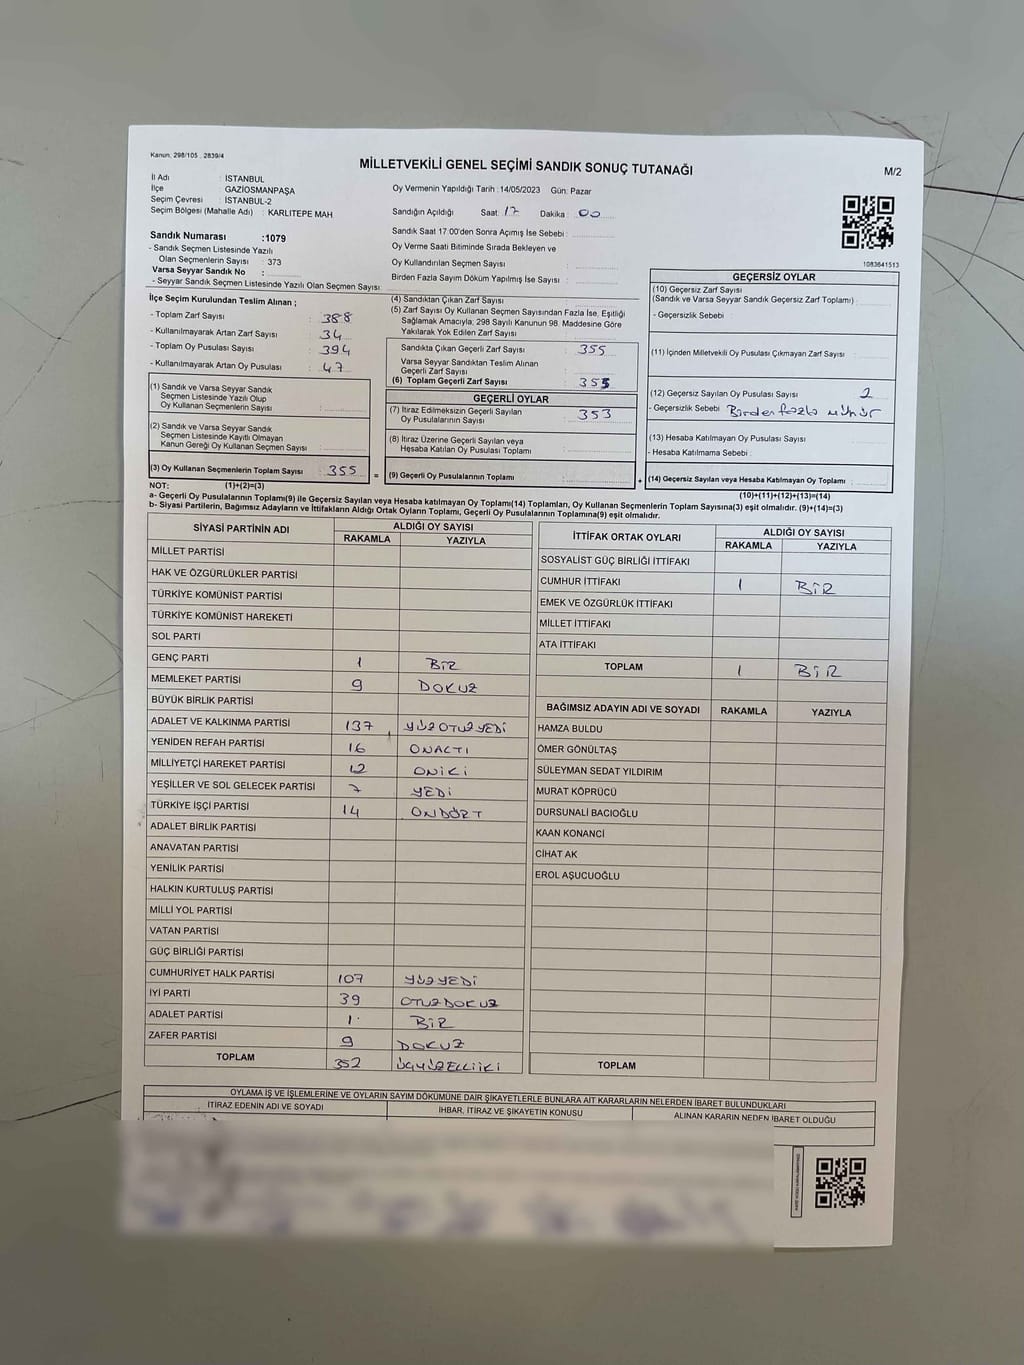 Kanun: 298/105 , 2839/4
MİLLETVEKİLİ GENEL SEÇİMİ SANDIK SONUÇ TUTANAĞI
M/2
İl Adı : İSTANBUL
İlçe : GAZİOSMANPAŞA
Seçim Çevresi : İSTANBUL-2
Seçim Bölgesi (Mahalle Adı) : KARLITEPE MAH
Oy Vermenin Yapıldığı Tarih :14/05/2023 Gün: Pazar
Sandığın Açıldığı Saat: 17 Dakika : 00
Sandık Saat 17:00'den Sonra Açımış İse Sebebi :
Oy Verme Saati Bitiminde Sırada Bekleyen ve
Oy Kullandırılan Seçmen Sayısı :
Birden Fazla Sayım Döküm Yapılmış İse Sayısı :
1083641513
Sandık Numarası :1079
- Sandık Seçmen Listesinde Yazılı
Olan Seçmenlerin Sayısı : 373
Varsa Seyyar Sandık No :
- Seyyar Sandık Seçmen Listesinde Yazılı Olan Seçmen Sayısı:
İlçe Seçim Kurulundan Teslim Alınan ;
- Toplam Zarf Sayısı : 388
- Kullanılmayarak Artan Zarf Sayısı : 34
- Toplam Oy Pusulası Sayısı : 394
- Kullanılmayarak Artan Oy Pusulası : 47
(1) Sandık ve Varsa Seyyar Sandık
Seçmen Listesinde Yazılı Olup
Oy Kullanan Seçmenlerin Sayısı :
(2) Sandık ve Varsa Seyyar Sandık
Seçmen Listesinde Kayıtlı Olmayan
Kanun Gereği Oy Kullanan Seçmen Sayısı :
(3) Oy Kullanan Seçmenlerin Toplam Sayısı : 355 =
(4) Sandıktan Çıkan Zarf Sayısı :
(5) Zarf Sayısı Oy Kullanan Seçmen Sayısından Fazla İse, Eşitliği
Sağlamak Amacıyla; 298 Sayılı Kanunun 98. Maddesine Göre
Yakılarak Yok Edilen Zarf Sayısı :
Sandıkta Çıkan Geçerli Zarf Sayısı : 355
Varsa Seyyar Sandıktan Teslim Alınan
Geçerli Zarf Sayısı :
(6) Toplam Geçerli Zarf Sayısı : 355
GEÇERLİ OYLAR
(7) İtiraz Edilmeksizin Geçerli Sayılan
Oy Pusulalarının Sayısı : 353
(8) İtiraz Üzerine Geçerli Sayılan veya
Hesaba Katılan Oy Pusulası Toplamı :
(9) Geçerli Oy Pusulalarının Toplamı : +
GEÇERSİZ OYLAR
(10) Geçersiz Zarf Sayısı
(Sandık ve Varsa Seyyar Sandık Geçersiz Zarf Toplamı) :
- Geçersizlik Sebebi :
(11) İçinden Milletvekili Oy Pusulası Çıkmayan Zarf Sayısı :
(12) Geçersiz Sayılan Oy Pusulası Sayısı : 2
- Geçersizlik Sebebi : Birden fazla mühür
(13) Hesaba Katılmayan Oy Pusulası Sayısı :
- Hesaba Katılmama Sebebi :
(14) Geçersiz Sayılan veya Hesaba Katılmayan Oy Toplamı :
NOT: (1)+(2)=(3)
(10)+(11)+(12)+(13)=(14)
a- Geçerli Oy Pusulalarının Toplamı(9) ile Geçersiz Sayılan veya Hesaba katılmayan Oy Toplamı(14) Toplamları, Oy Kullanan Seçmenlerin Toplam Sayısına(3) eşit olmalıdır. (9)+(14)=(3)
b- Siyasi Partilerin, Bağımsız Adayların ve İttifakların Aldığı Ortak Oyların Toplamı, Geçerli Oy Pusulalarının Toplamına(9) eşit olmalıdır.
SİYASİ PARTİNİN ADI ALDIĞI OY SAYISI
RAKAMLA YAZIYLA
MİLLET PARTİSİ
HAK VE ÖZGÜRLÜKLER PARTİSİ
TÜRKİYE KOMÜNİST PARTİSİ
TÜRKİYE KOMÜNİST HAREKETİ
SOL PARTİ
GENÇ PARTİ 1 BİR
MEMLEKET PARTİSİ 9 DOKUZ
BÜYÜK BİRLİK PARTİSİ
ADALET VE KALKINMA PARTİSİ 137 YÜZOTUZYEDİ
YENİDEN REFAH PARTİSİ 16 ONALTI
MİLLİYETÇİ HAREKET PARTİSİ 12 ONİKİ
YEŞİLLER VE SOL GELECEK PARTİSİ 7 YEDİ
TÜRKİYE İŞÇİ PARTİSİ 14 ONDÖRT
ADALET BİRLİK PARTİSİ
ANAVATAN PARTİSİ
YENİLİK PARTİSİ
HALKIN KURTULUŞ PARTİSİ
MİLLİ YOL PARTİSİ
VATAN PARTİSİ
GÜÇ BİRLİĞİ PARTİSİ
CUMHURİYET HALK PARTİSİ 107 YÜZYEDİ
İYİ PARTİ 39 OTUZDOKUZ
ADALET PARTİSİ 1 BİR
ZAFER PARTİSİ 9 DOKUZ
TOPLAM 352 ÜÇYÜZELLİİKİ
İTTİFAK ORTAK OYLARI ALDIĞI OY SAYISI
RAKAMLA YAZIYLA
SOSYALİST GÜÇ BİRLİĞİ İTTİFAKI
CUMHUR İTTİFAKI 1 BİR
EMEK VE ÖZGÜRLÜK İTTİFAKI
MİLLET İTTİFAKI
ATA İTTİFAKI
TOPLAM 1 BİR
BAĞIMSIZ ADAYIN ADI VE SOYADI RAKAMLA YAZIYLA
HAMZA BULDU
ÖMER GÖNÜLTAŞ
SÜLEYMAN SEDAT YILDIRIM
MURAT KÖPRÜCÜ
DURSUNALİ BACIOĞLU
KAAN KONANCİ
CİHAT AK
EROL AŞUCUOĞLU
TOPLAM
OYLAMA İŞ VE İŞLEMLERİNE VE OYLARIN SAYIM DÖKÜMÜNE DAİR ŞİKAYETLERLE BUNLARA AİT KARARLARIN NELERDEN İBARET BULUNDUKLARI
İTİRAZ EDENİN ADI VE SOYADI İHBAR, İTİRAZ VE ŞİKAYETİN KONUSU ALINAN KARARIN NEDEN İBARET OLDUĞU